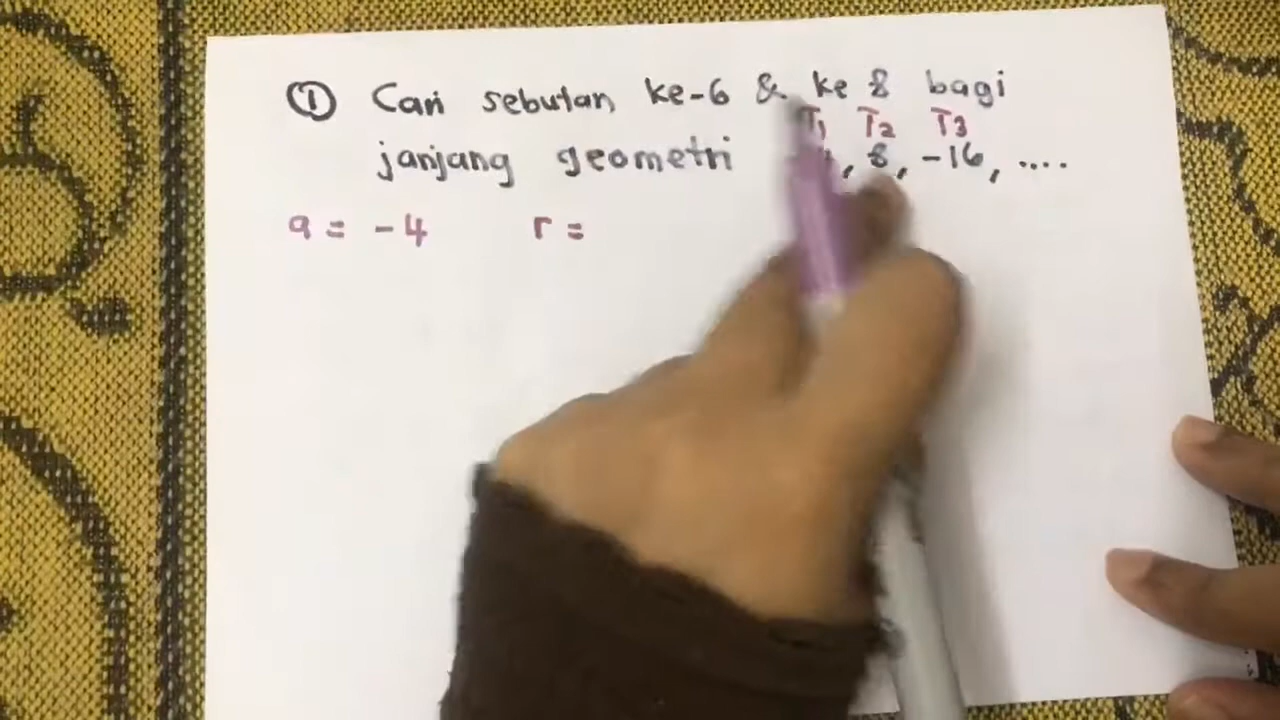 ① Cari sebutan ke-6 & ke 8 bagi
T1 T2 T3
janjang geometri , 8, -16, ....
a = -4 r =